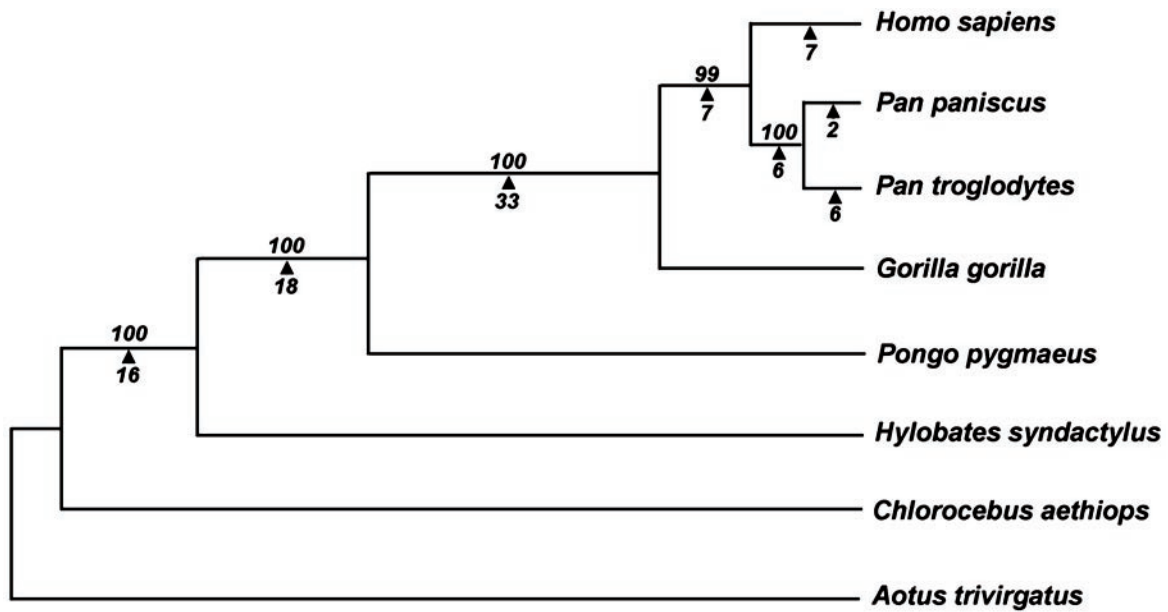 Homo sapiens
7
99
7
Pan paniscus
2
100
6
100
33
Pan troglodytes
6
Gorilla gorilla
100
18
100
16
Pongo pygmaeus
Hylobates syndactylus
Chlorocebus aethiops
Aotus trivirgatus